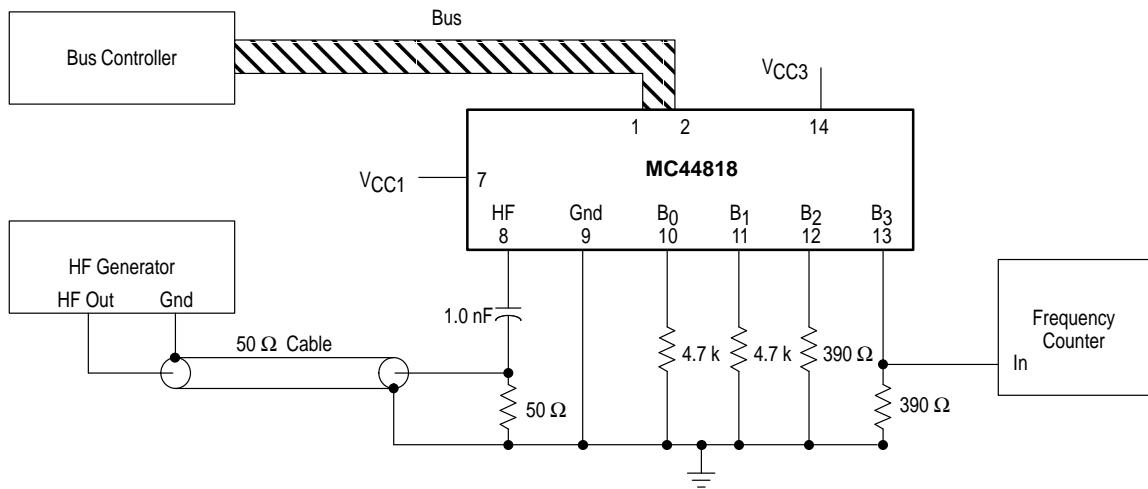 Bus
Bus Controller
VCC3
1 2 14
MC44818
VCC1
7
HF Gnd B0 B1 B2 B3
8 9 10 11 12 13
HF Generator
HF Out Gnd
1.0 nF
Frequency
Counter
In
50 Ω Cable
4.7 k 4.7 k 390 Ω
50 Ω
390 Ω